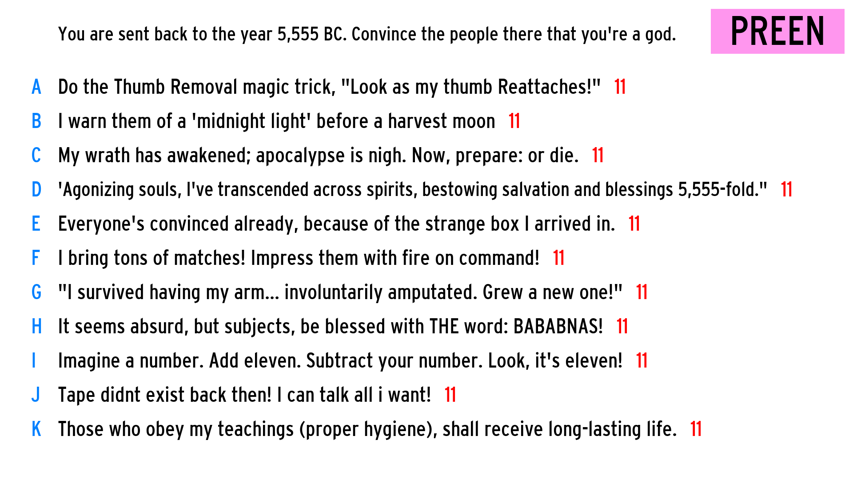 You are sent back to the year 5,555 BC. Convince the people there that you're a god.
PREEN
A Do the Thumb Removal magic trick, "Look as my thumb Reattaches!" 11
B I warn them of a 'midnight light' before a harvest moon 11
C My wrath has awakened; apocalypse is nigh. Now, prepare: or die. 11
D 'Agonizing souls, I've transcended across spirits, bestowing salvation and blessings 5,555-fold." 11
E Everyone's convinced already, because of the strange box I arrived in. 11
F I bring tons of matches! Impress them with fire on command! 11
G "I survived having my arm... involuntarily amputated. Grew a new one!" 11
H It seems absurd, but subjects, be blessed with THE word: BABABNAS! 11
I Imagine a number. Add eleven. Subtract your number. Look, it's eleven! 11
J Tape didnt exist back then! I can talk all i want! 11
K Those who obey my teachings (proper hygiene), shall receive long-lasting life. 11